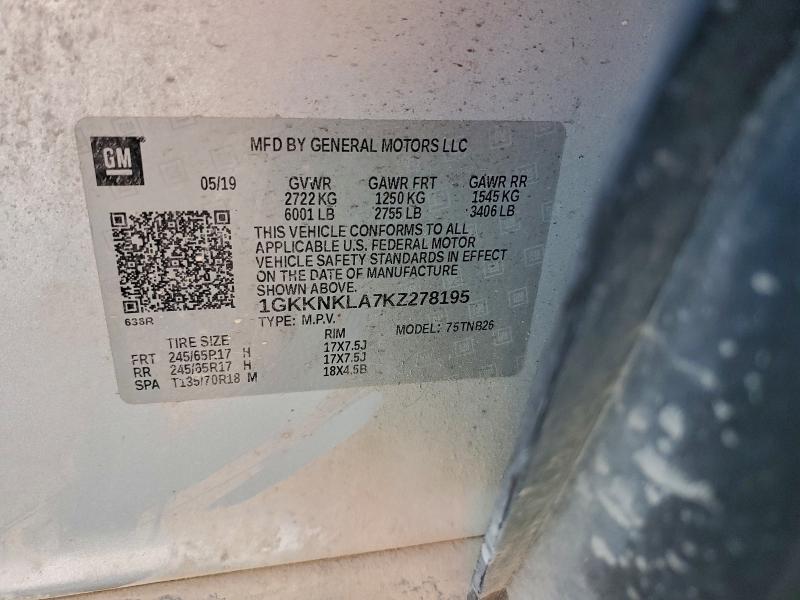 GM
MFD BY GENERAL MOTORS LLC
05/19 GVWR GAWR FRT GAWR RR
2722 KG 1250 KG 1545 KG
6001 LB 2755 LB 3406 LB
THIS VEHICLE CONFORMS TO ALL
APPLICABLE U.S. FEDERAL MOTOR
VEHICLE SAFETY STANDARDS IN EFFECT
ON THE DATE OF MANUFACTURE
SHOWN ABOVE.
1GKKNKLA7KZ278195
TYPE: M.P.V. MODEL: 75TNB26
TIRE SIZE RIM
FRT 245/65R17 H 17X7.5J
RR 245/65R17 H 17X7.5J
SPA T135/70R18 M 18X4.5B